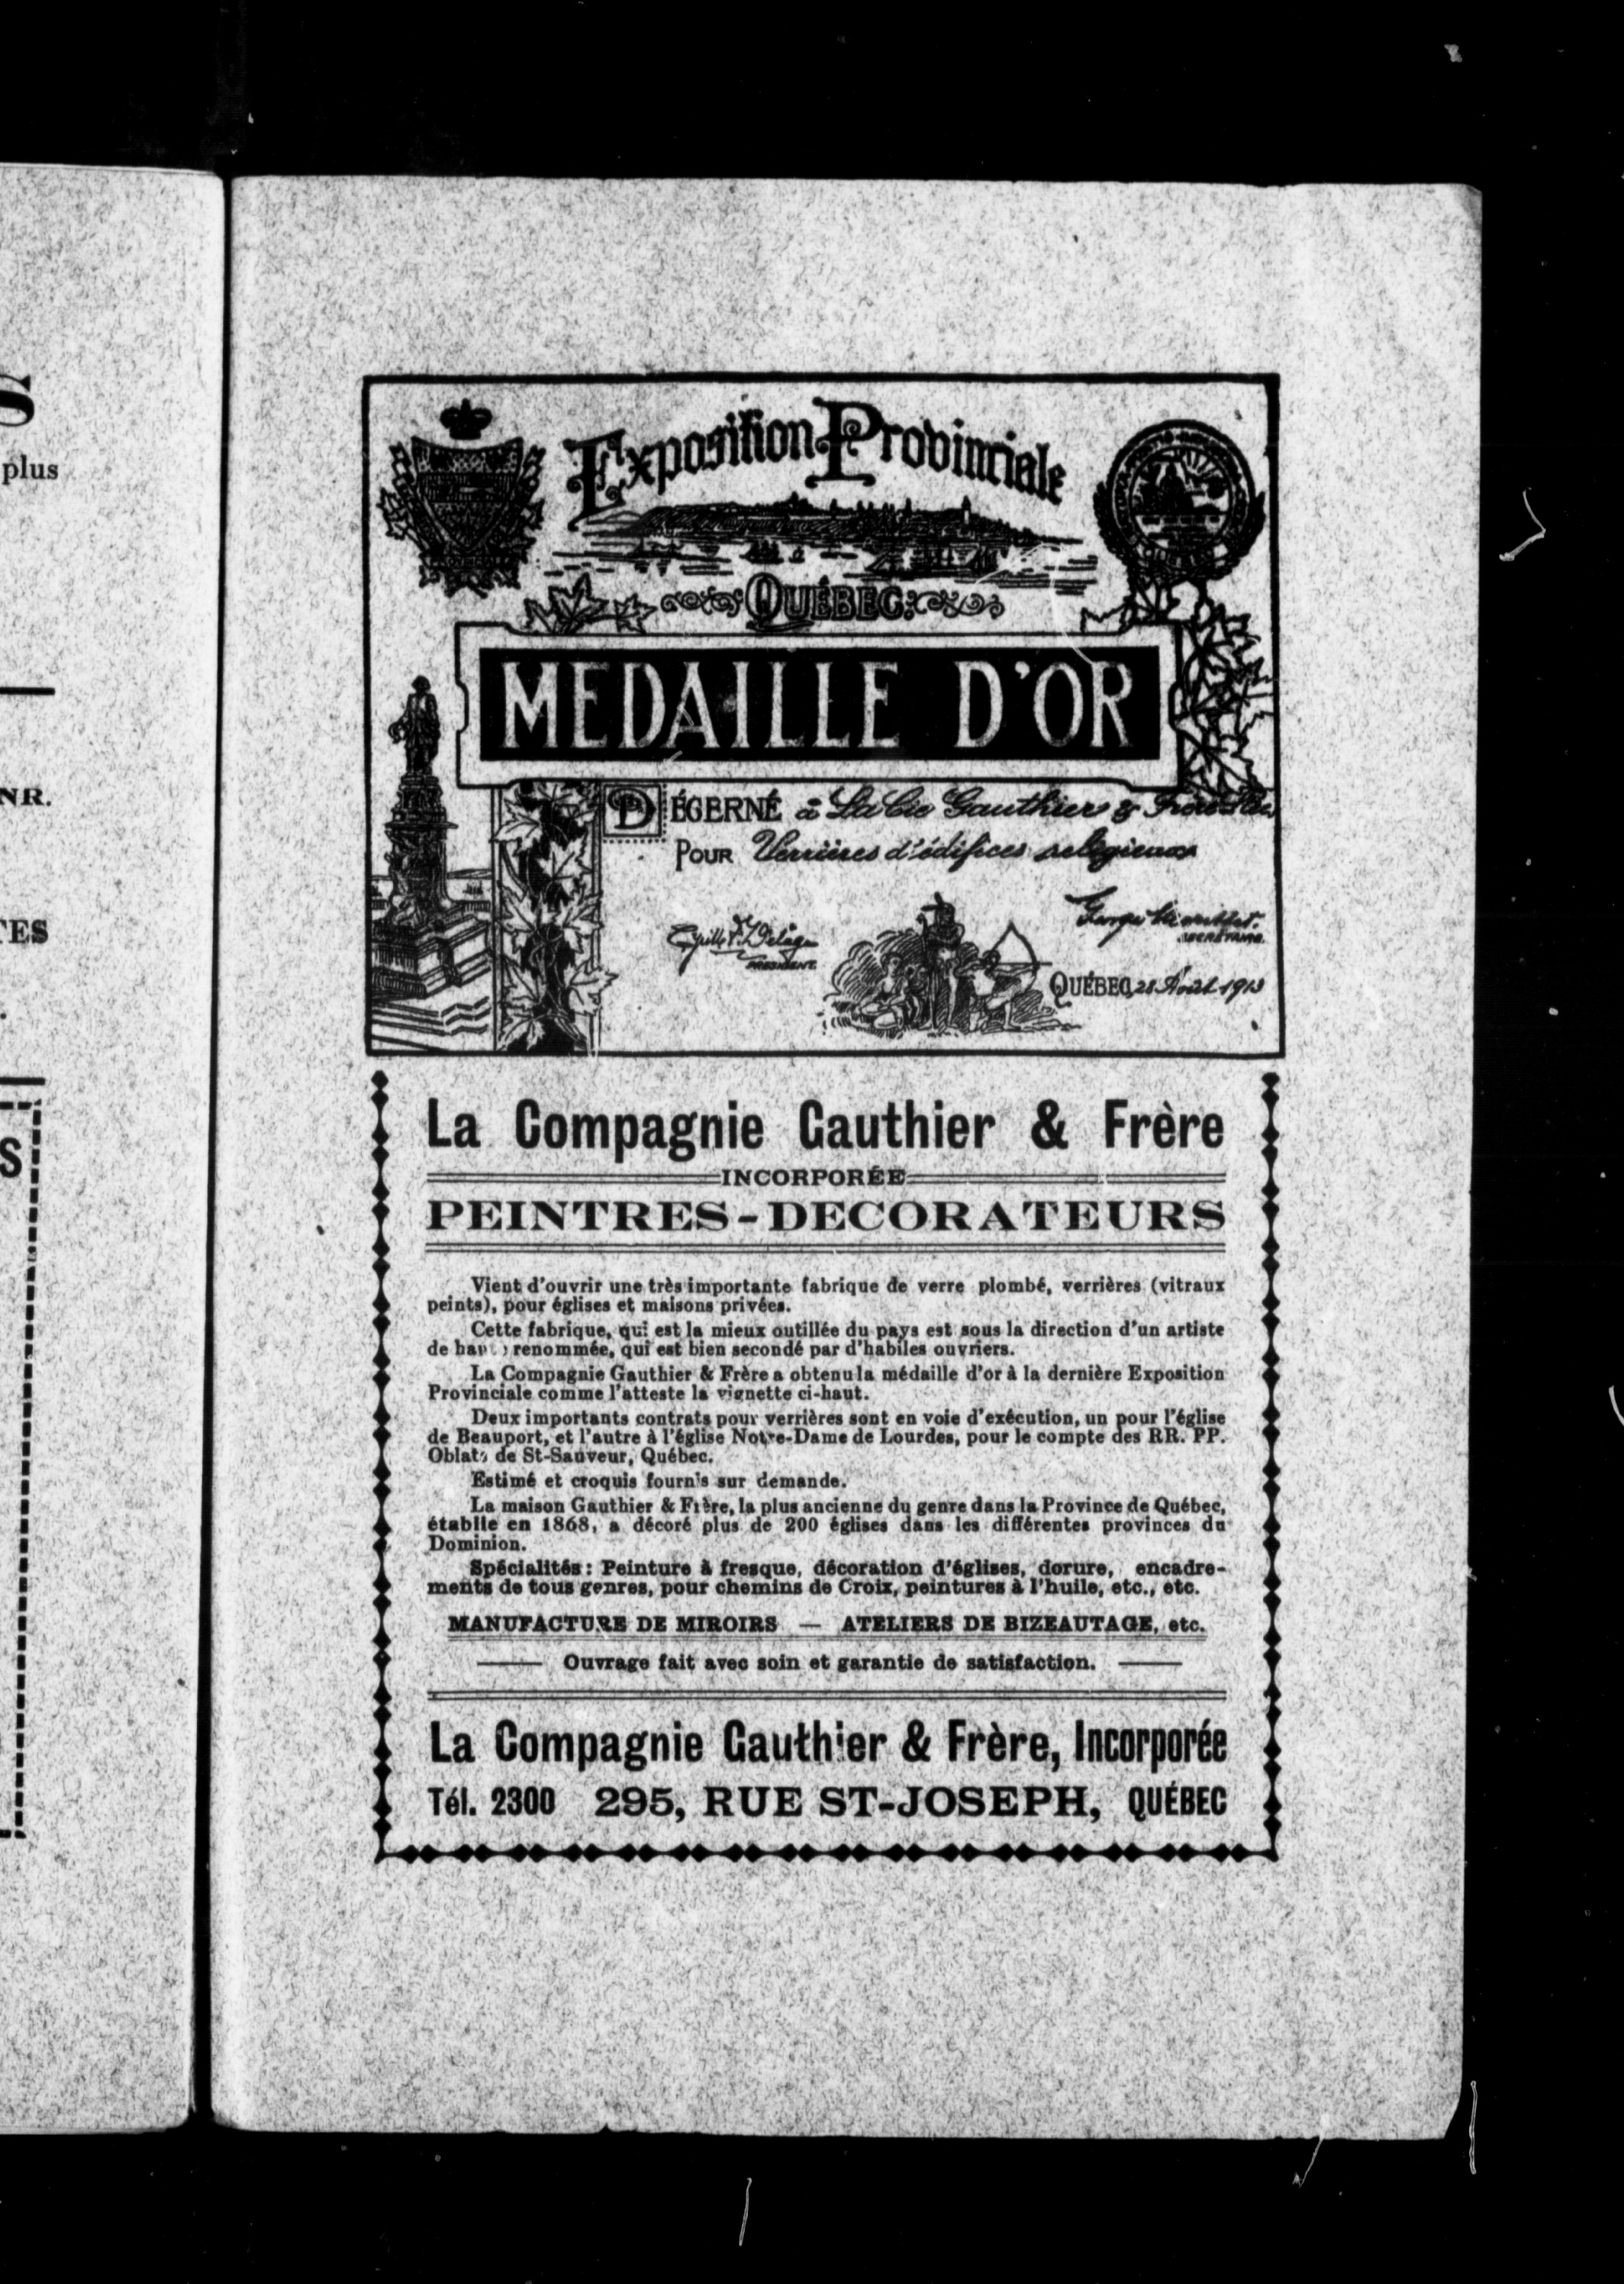 S
plus
NR.
TES
S
Exposition Provinciale
QUÉBEC
MEDAILLE D'OR
DÉCERNÉ à La Cie Gauthier & Frère
POUR Verrières d'édifices religieux
PRESIDENT
SECRETAIRE
QUÉBEC, 28 Août 1913
La Compagnie Gauthier & Frère
INCORPORÉE
PEINTRES-DECORATEURS
Vient d'ouvrir une très importante fabrique de verre plombé, verrières (vitraux
peints), pour églises et maisons privées.
Cette fabrique, qui est la mieux outillée du pays est sous la direction d'un artiste
de haute renommée, qui est bien secondé par d'habiles ouvriers.
La Compagnie Gauthier & Frère a obtenu la médaille d'or à la dernière Exposition
Provinciale comme l'atteste la vignette ci-haut.
Deux importants contrats pour verrières sont en voie d'exécution, un pour l'église
de Beauport, et l'autre à l'église Notre-Dame de Lourdes, pour le compte des RR. PP.
Oblats de St-Sauveur, Québec.
Estimé et croquis fournis sur demande.
La maison Gauthier & Frère, la plus ancienne du genre dans la Province de Québec,
établie en 1868, a décoré plus de 200 églises dans les différentes provinces du
Dominion.
Spécialités: Peinture à fresque, décoration d'églises, dorure, encadre-
ments de tous genres, pour chemins de Croix, peintures à l'huile, etc., etc.
MANUFACTURE DE MIROIRS — ATELIERS DE BIZEAUTAGE, etc.
Ouvrage fait avec soin et garantie de satisfaction.
La Compagnie Gauthier & Frère, Incorporée
Tél. 2300 295, RUE ST-JOSEPH, QUÉBEC